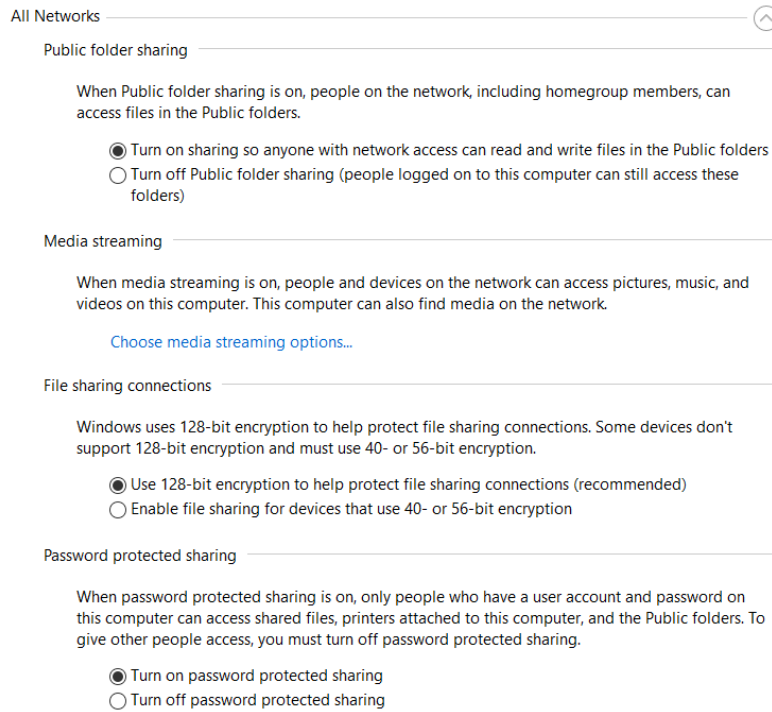 All Networks
Public folder sharing
When Public folder sharing is on, people on the network, including homegroup members, can
access files in the Public folders.
Turn on sharing so anyone with network access can read and write files in the Public folders
Turn off Public folder sharing (people logged on to this computer can still access these
folders)
Media streaming
When media streaming is on, people and devices on the network can access pictures, music, and
videos on this computer. This computer can also find media on the network.
Choose media streaming options...
File sharing connections
Windows uses 128-bit encryption to help protect file sharing connections. Some devices don't
support 128-bit encryption and must use 40- or 56-bit encryption.
Use 128-bit encryption to help protect file sharing connections (recommended)
Enable file sharing for devices that use 40- or 56-bit encryption
Password protected sharing
When password protected sharing is on, only people who have a user account and password on
this computer can access shared files, printers attached to this computer, and the Public folders. To
give other people access, you must turn off password protected sharing.
Turn on password protected sharing
Turn off password protected sharing